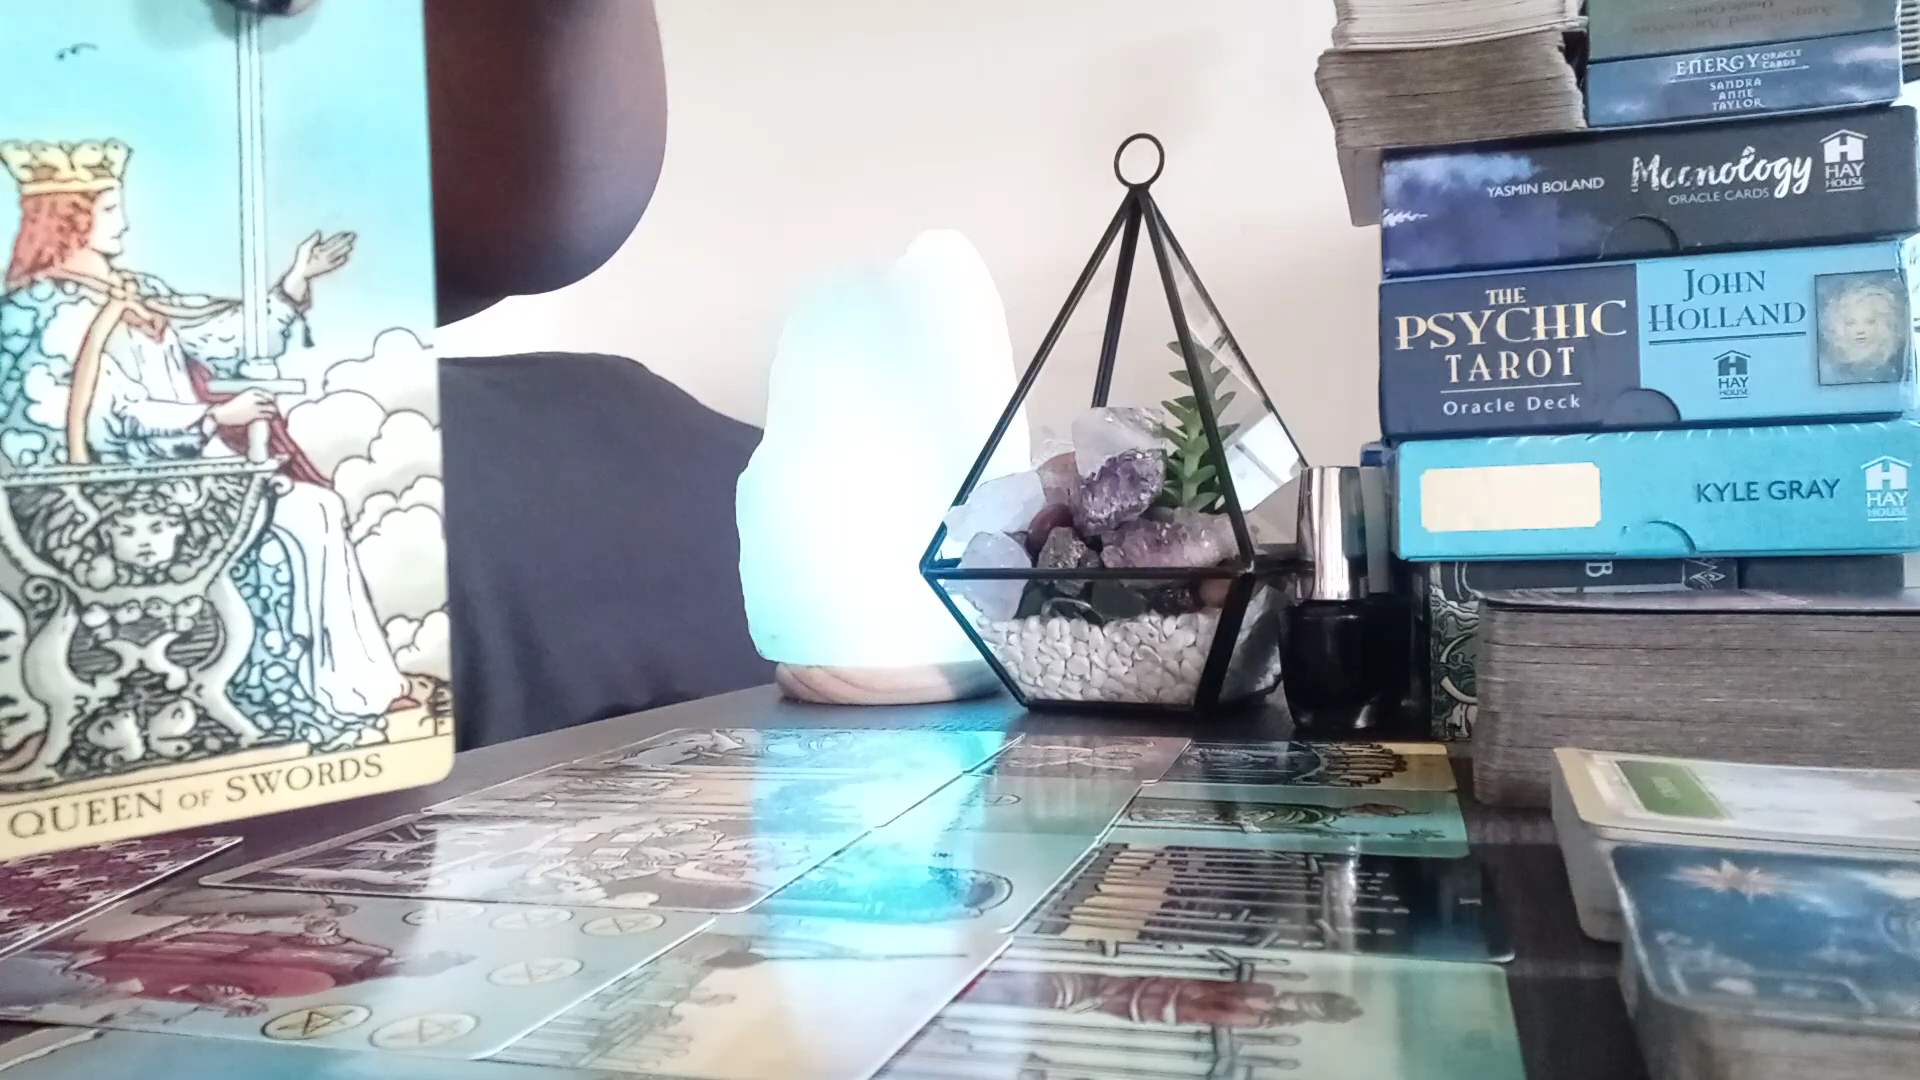 QUEEN OF SWORDS
ENERGY ORACLE CARDS
SANDRA
ANNE
TAYLOR
YASMIN BOLAND
Moonology
ORACLE CARDS
HAY
HOUSE
THE
PSYCHIC
TAROT
Oracle Deck
JOHN
HOLLAND
HAY
HOUSE
KYLE GRAY
HAY
HOUSE
B